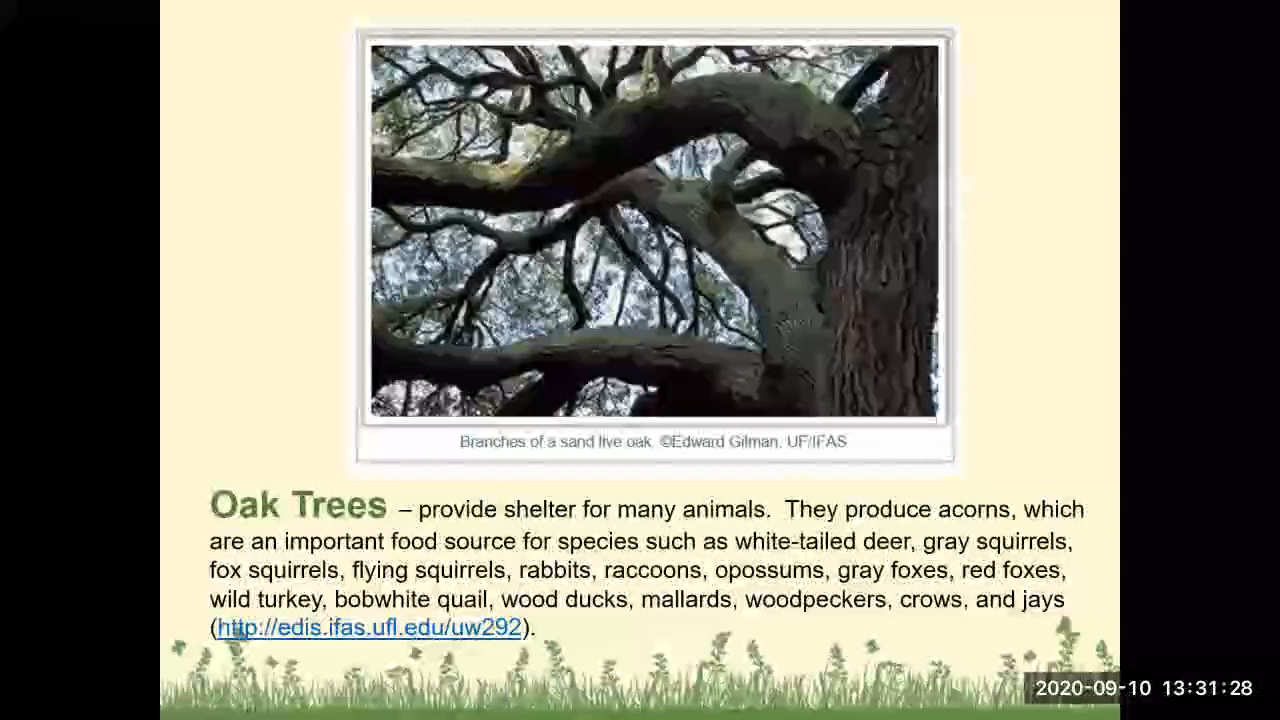 Branches of a sand live oak. ©Edward Gilman, UF/IFAS
Oak Trees – provide shelter for many animals. They produce acorns, which
are an important food source for species such as white-tailed deer, gray squirrels,
fox squirrels, flying squirrels, rabbits, raccoons, opossums, gray foxes, red foxes,
wild turkey, bobwhite quail, wood ducks, mallards, woodpeckers, crows, and jays
(http://edis.ifas.ufl.edu/uw292).
2020-09-10 13:31:28